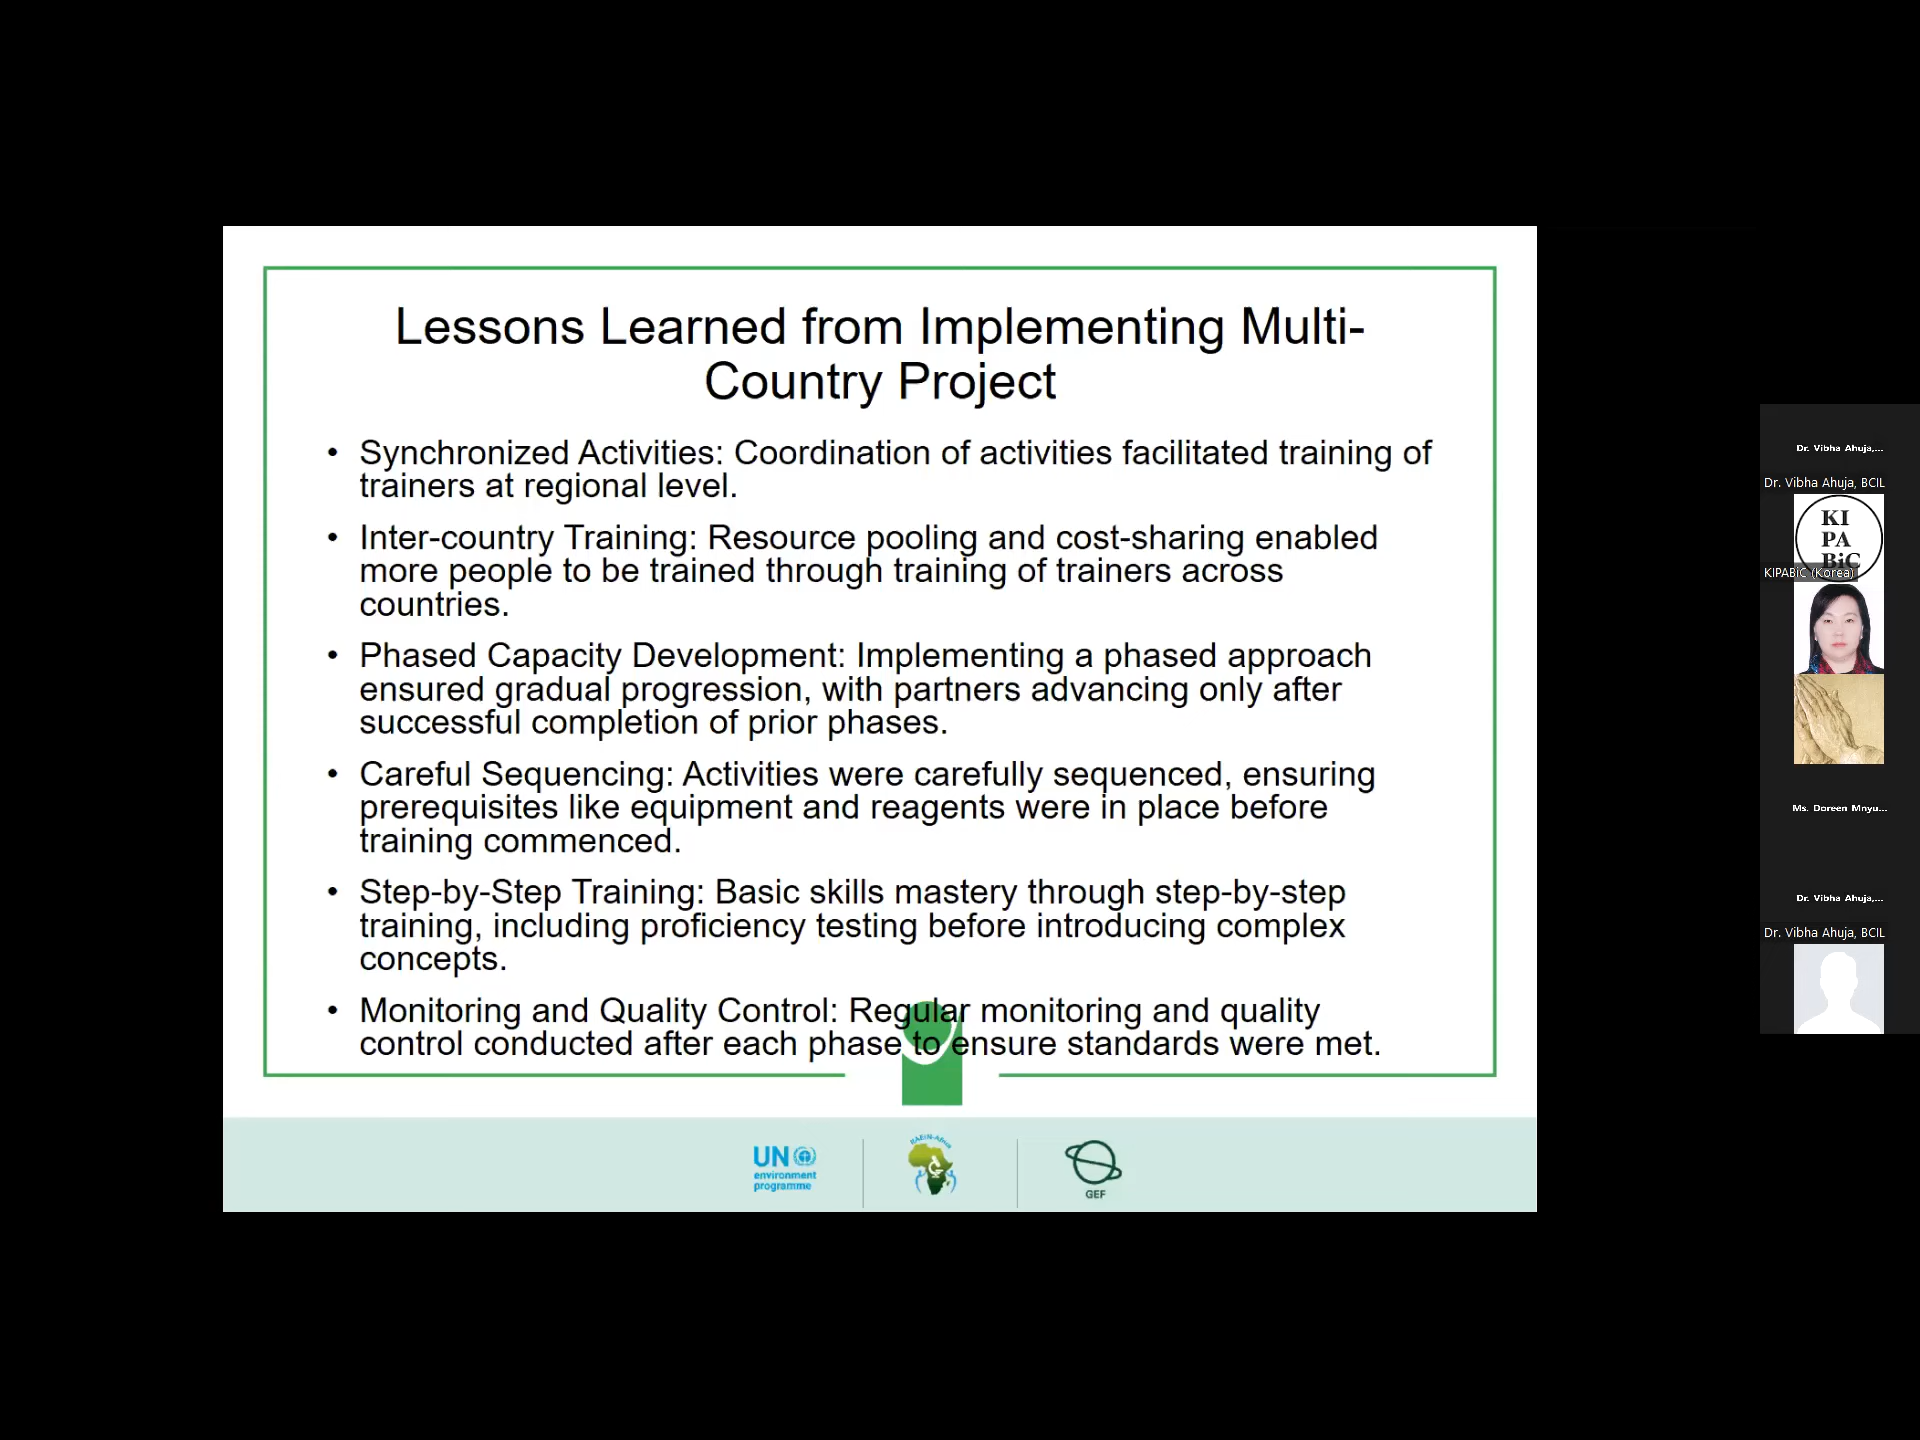 Lessons Learned from Implementing Multi-
Country Project
• Synchronized Activities: Coordination of activities facilitated training of
trainers at regional level.
• Inter-country Training: Resource pooling and cost-sharing enabled
more people to be trained through training of trainers across
countries.
• Phased Capacity Development: Implementing a phased approach
ensured gradual progression, with partners advancing only after
successful completion of prior phases.
• Careful Sequencing: Activities were carefully sequenced, ensuring
prerequisites like equipment and reagents were in place before
training commenced.
• Step-by-Step Training: Basic skills mastery through step-by-step
training, including proficiency testing before introducing complex
concepts.
• Monitoring and Quality Control: Regular monitoring and quality
control conducted after each phase to ensure standards were met.
UN
environment
programme
RAEIN-Africa
GEF
Dr. Vibha Ahuja,...
Dr. Vibha Ahuja, BCIL
KI
PA
BiC
KIPABiC (Korea)
Ms. Doreen Mnyu...
Dr. Vibha Ahuja,...
Dr. Vibha Ahuja, BCIL